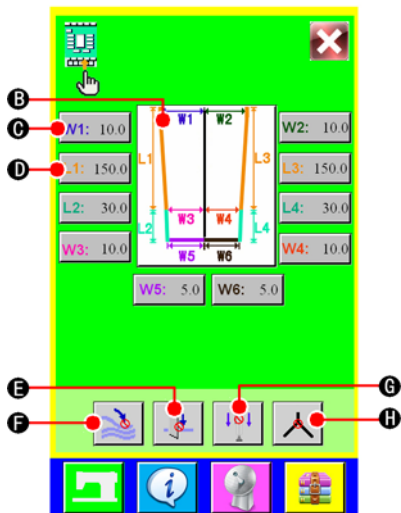 B
C
D
W1: 10.0
L1: 150.0
L2: 30.0
W3: 10.0
W1 W2
L1 L3
W3 W4
L2 L4
W5 W6
W2: 10.0
L3: 150.0
L4: 30.0
W4: 10.0
W5: 5.0 W6: 5.0
E
F
G
H